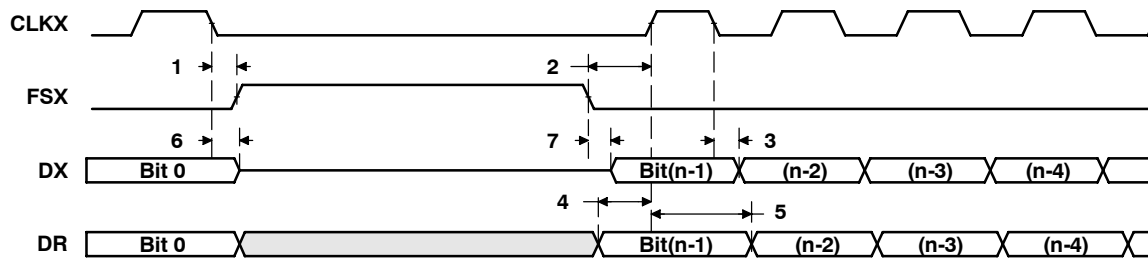 CLKX
1 2
FSX
6 7 3
DX Bit 0 Bit(n-1) (n-2) (n-3) (n-4)
4 5
DR Bit 0 Bit(n-1) (n-2) (n-3) (n-4)